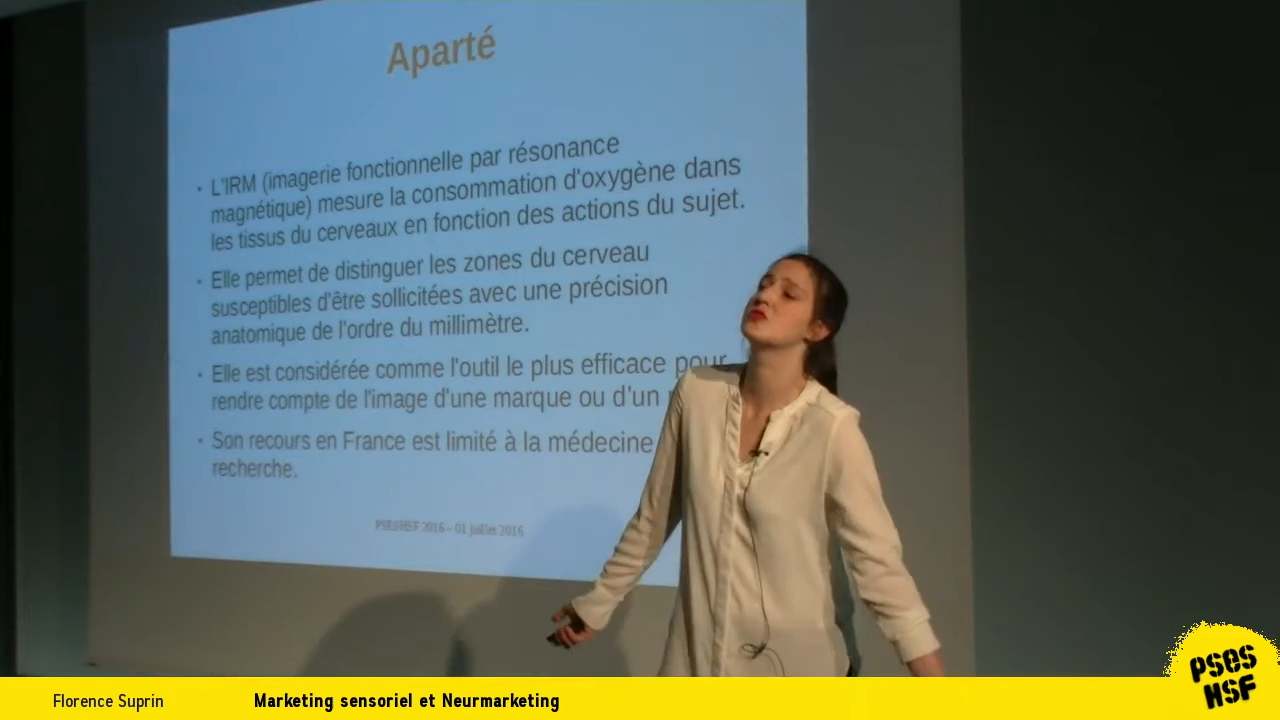 Aparté
• L'IRM (imagerie fonctionnelle par résonance
magnétique) mesure la consommation d'oxygène dans
les tissus du cerveaux en fonction des actions du sujet.
• Elle permet de distinguer les zones du cerveau
susceptibles d'être sollicitées avec une précision
anatomique de l'ordre du millimètre.
• Elle est considérée comme l'outil le plus efficace pour
rendre compte de l'image d'une marque ou d'un
• Son recours en France est limité à la médecine
recherche.
PSESHSF 2016 – 01 juillet 2016
Florence Suprin
Marketing sensoriel et Neurmarketing
PSES
HSF